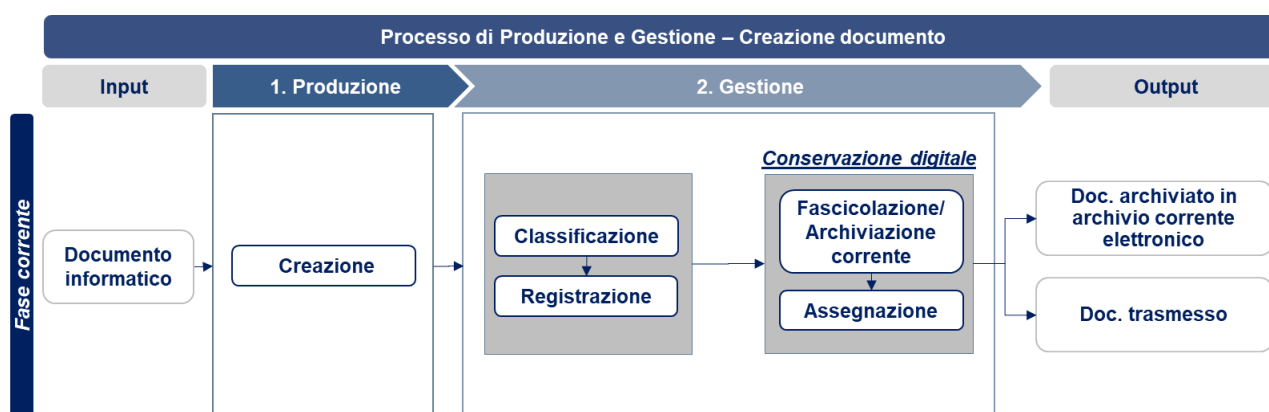 Processo di Produzione e Gestione – Creazione documento
Input
1. Produzione
2. Gestione
Output
Fase corrente
Documento
informatico
Creazione
Classificazione
Registrazione
Conservazione digitale
Fascicolazione/
Archiviazione
corrente
Assegnazione
Doc. archiviato in
archivio corrente
elettronico
Doc. trasmesso